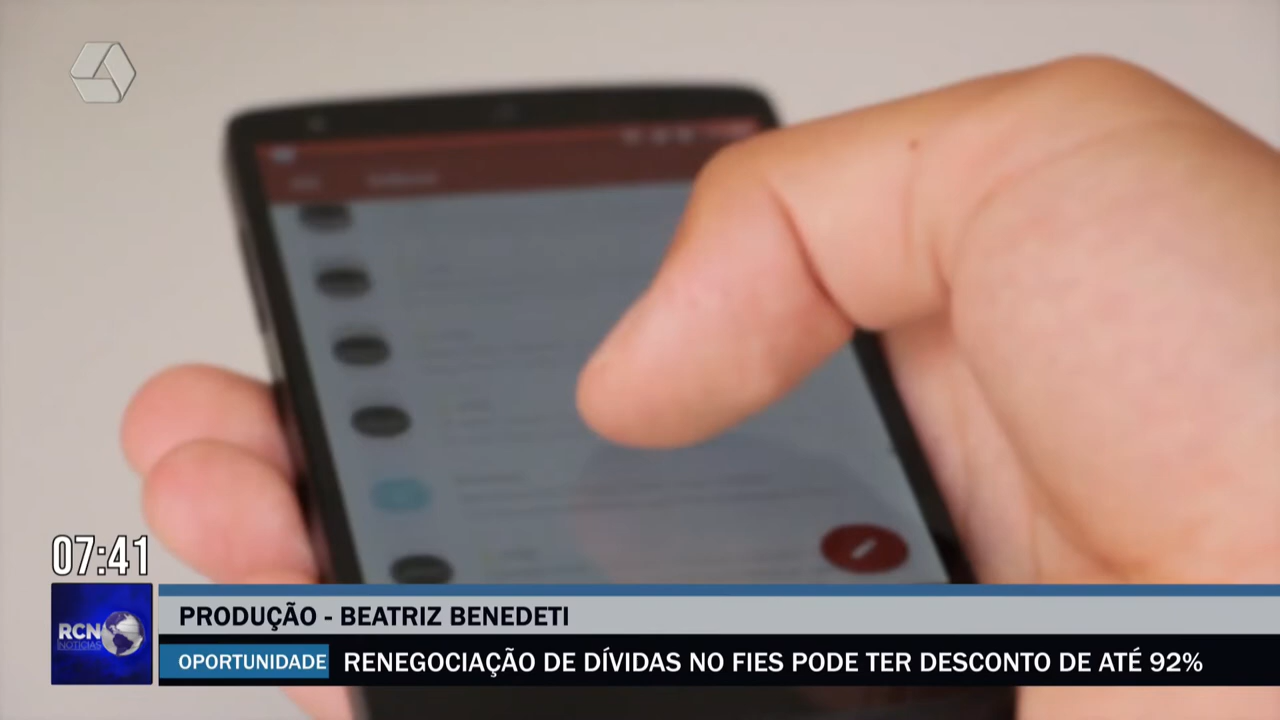 07:41
PRODUÇÃO - BEATRIZ BENEDETI
RCN
NOTÍCIAS
OPORTUNIDADE RENEGOCIAÇÃO DE DÍVIDAS NO FIES PODE TER DESCONTO DE ATÉ 92%